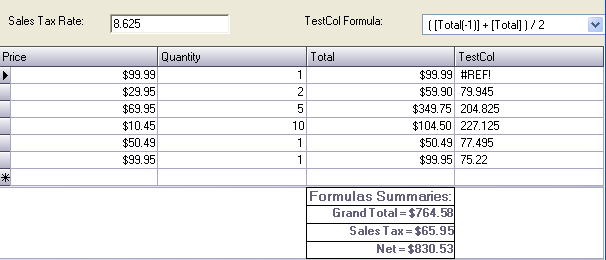 Sales Tax Rate: 8.625 TestCol Formula: ( [Total(-1)] + [Total] ) / 2
Price Quantity Total TestCol
$99.99 1 $99.99 #REF!
$29.95 2 $59.90 79.945
$69.95 5 $349.75 204.825
$10.45 10 $104.50 227.125
$50.49 1 $50.49 77.495
$99.95 1 $99.95 75.22
Formulas Summaries:
Grand Total = $764.58
Sales Tax = $65.95
Net = $830.53